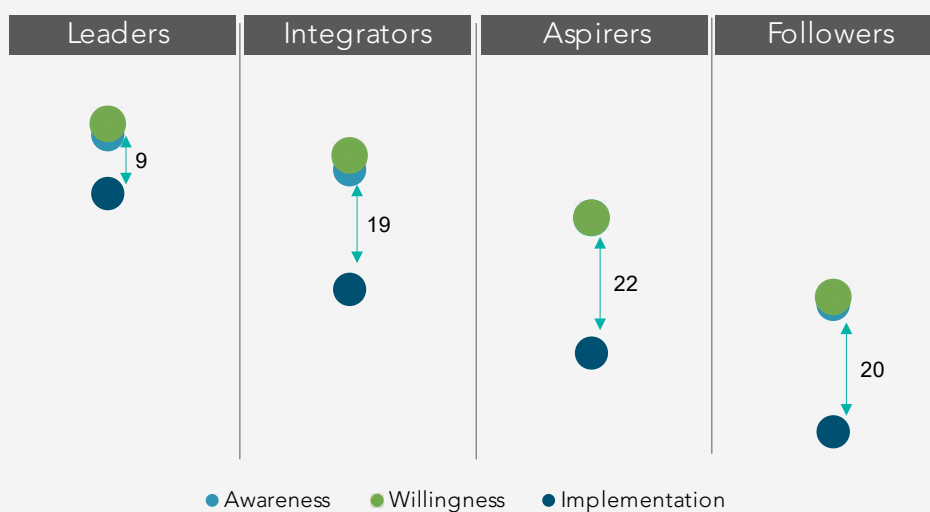 Leaders
Integrators
Aspirers
Followers
9
19
22
20
Awareness
Willingness
Implementation